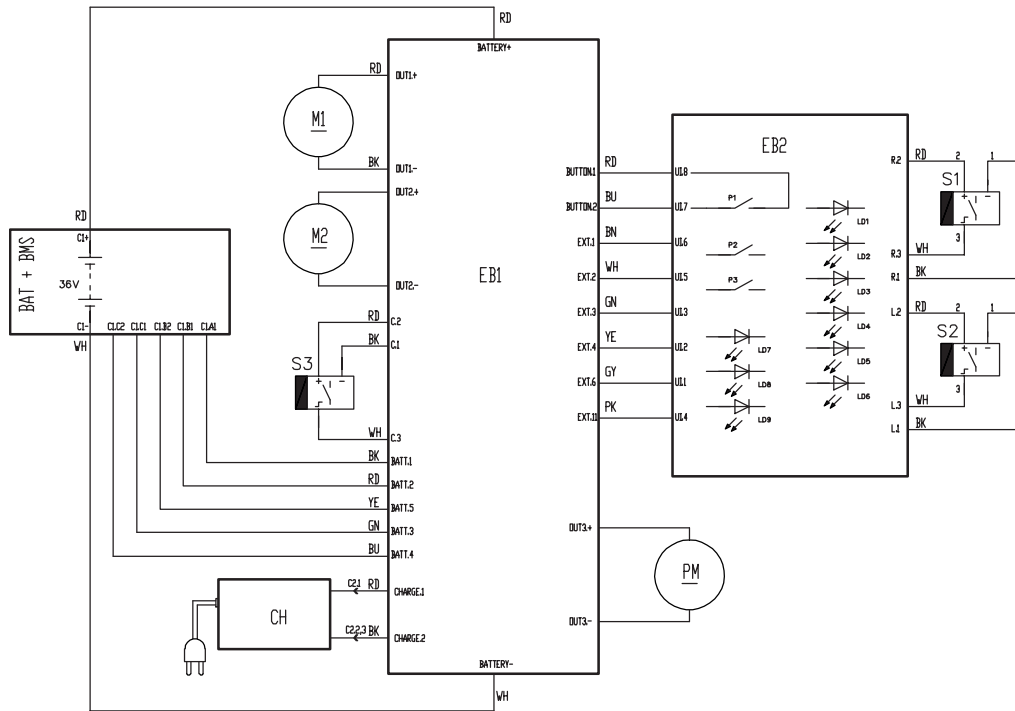 RD
BATTERY+
RD
OUT1.+
M1
BK
OUT1.-
OUT2.+
M2
OUT2.-
EB1
RD
C1+
BAT + BMS
36V
C1-
C1.C2
C1.C1
C1.B2
C1.B1
C1.A1
WH
RD
C.2
BK
C.1
S3
+
-
WH
C.3
BK
BATT.1
RD
BATT.2
YE
BATT.5
GN
BATT.3
BU
BATT.4
CH
C2.1
RD
CHARGE.1
C2.2,3
BK
CHARGE.2
BATTERY-
WH
BUTTON.1
RD
UI.8
BUTTON.2
BU
UI.7
EXT.1
BN
UI.6
EXT.2
WH
UI.5
EXT.3
GN
UI.3
EXT.4
YE
UI.2
EXT.6
GY
UI.1
EXT.11
PK
UI.4
OUT3.+
PM
OUT3.-
EB2
P1
P2
P3
LD1
LD2
LD3
LD4
LD5
LD6
LD7
LD8
LD9
R.2
RD
2
1
S1
+
-
3
R.3
WH
R.1
BK
L.2
RD
2
1
S2
+
-
3
L.3
WH
L.1
BK